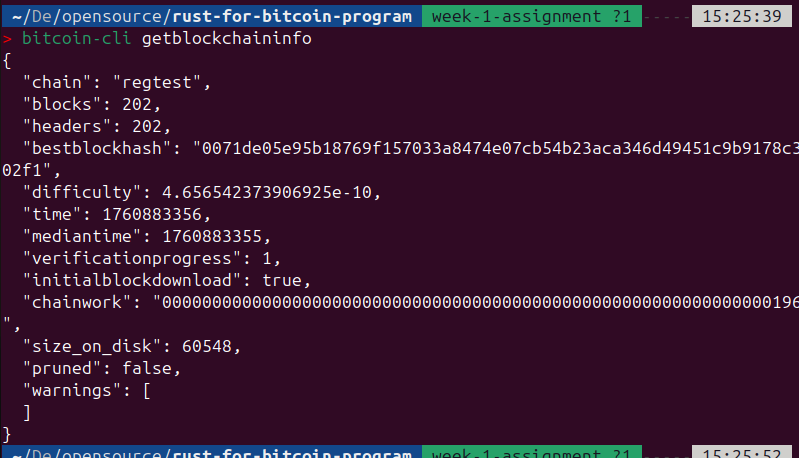 ~/De/opensource/rust-for-bitcoin-program week-1-assignment ?1 ----- 15:25:39
> bitcoin-cli getblockchaininfo
{
  "chain": "regtest",
  "blocks": 202,
  "headers": 202,
  "bestblockhash": "0071de05e95b18769f157033a8474e07cb54b23aca346d49451c9b9178c3
02f1",
  "difficulty": 4.656542373906925e-10,
  "time": 1760883356,
  "mediantime": 1760883355,
  "verificationprogress": 1,
  "initialblockdownload": true,
  "chainwork": "0000000000000000000000000000000000000000000000000000000000000196
",
  "size_on_disk": 60548,
  "pruned": false,
  "warnings": [
  ]
}
~/De/opensource/rust-for-bitcoin-program week-1-assignment ?1 ----- 15:25:52